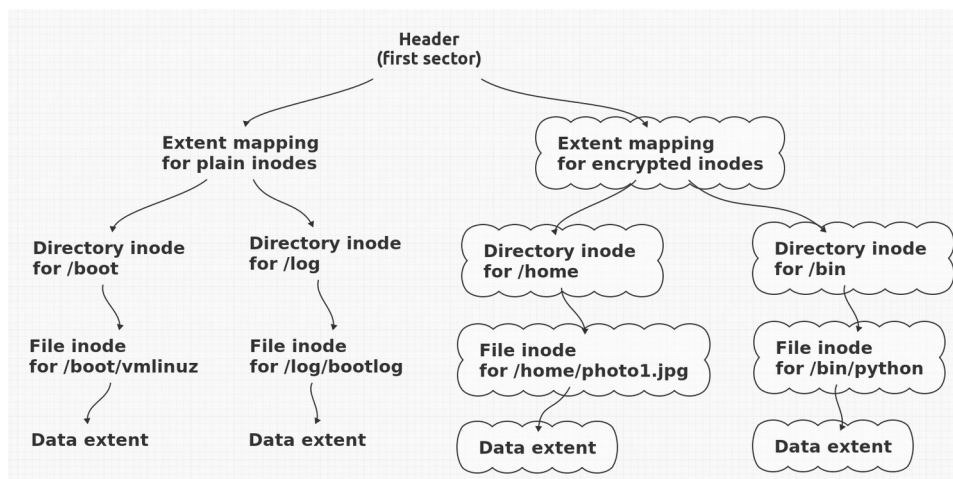 Header
(first sector)
Extent mapping
for plain inodes
Extent mapping
for encrypted inodes
Directory inode
for /boot
Directory inode
for /log
Directory inode
for /home
Directory inode
for /bin
File inode
for /boot/vmlinuz
File inode
for /log/bootlog
File inode
for /home/photo1.jpg
File inode
for /bin/python
Data extent
Data extent
Data extent
Data extent